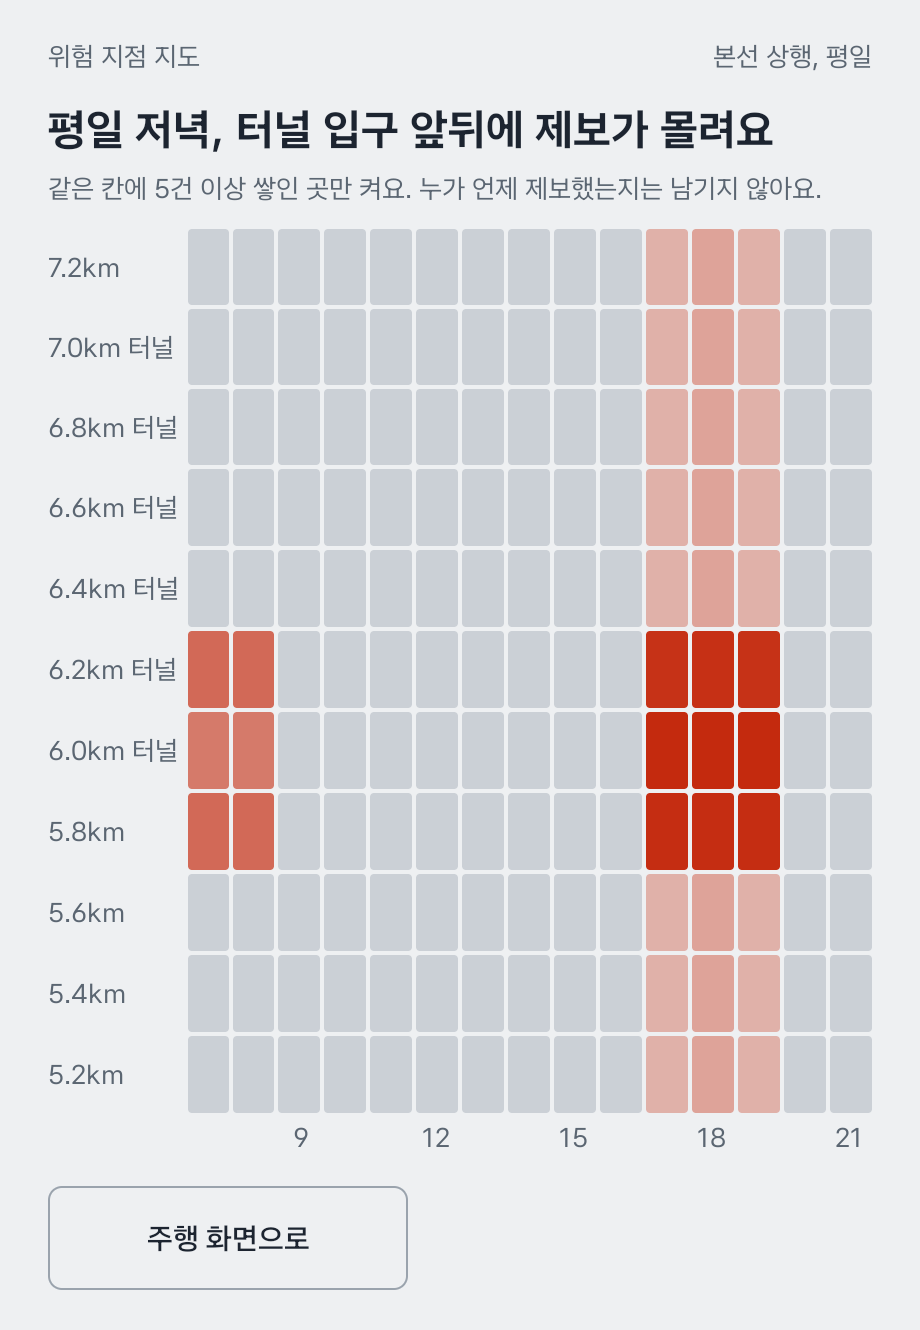 위험 지점 지도
본선 상행, 평일
평일 저녁, 터널 입구 앞뒤에 제보가 몰려요
같은 칸에 5건 이상 쌓인 곳만 켜요. 누가 언제 제보했는지는 남기지 않아요.
7.2km
7.0km 터널
6.8km 터널
6.6km 터널
6.4km 터널
6.2km 터널
6.0km 터널
5.8km
5.6km
5.4km
5.2km
9 12 15 18 21
주행 화면으로